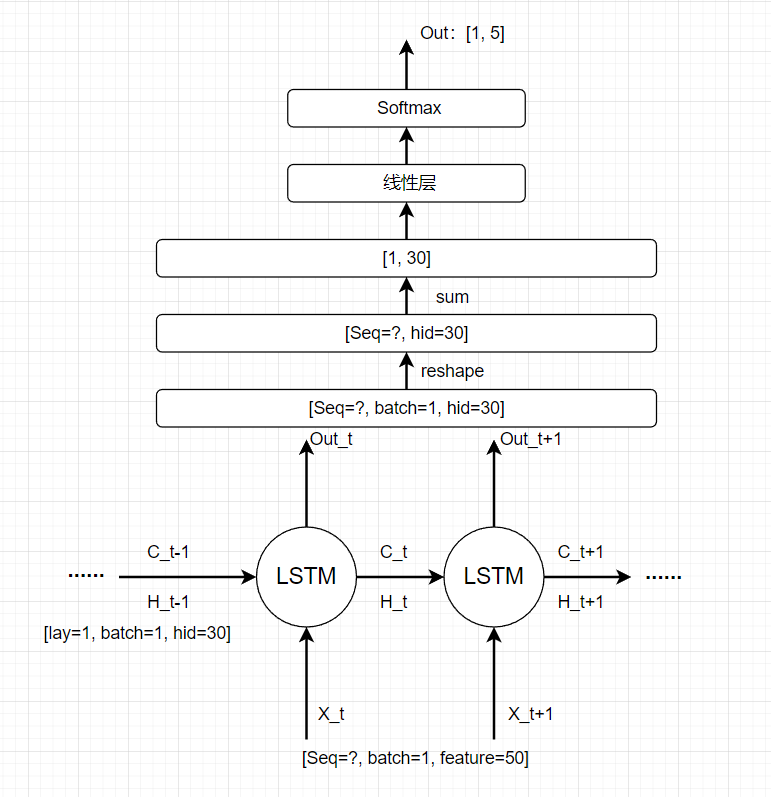 Out：[1, 5]
Softmax
线性层
[1, 30]
sum
[Seq=?, hid=30]
reshape
[Seq=?, batch=1, hid=30]
Out_t
Out_t+1
C_t-1
C_t
C_t+1
......
LSTM
LSTM
......
H_t-1
H_t
H_t+1
[lay=1, batch=1, hid=30]
X_t
X_t+1
[Seq=?, batch=1, feature=50]